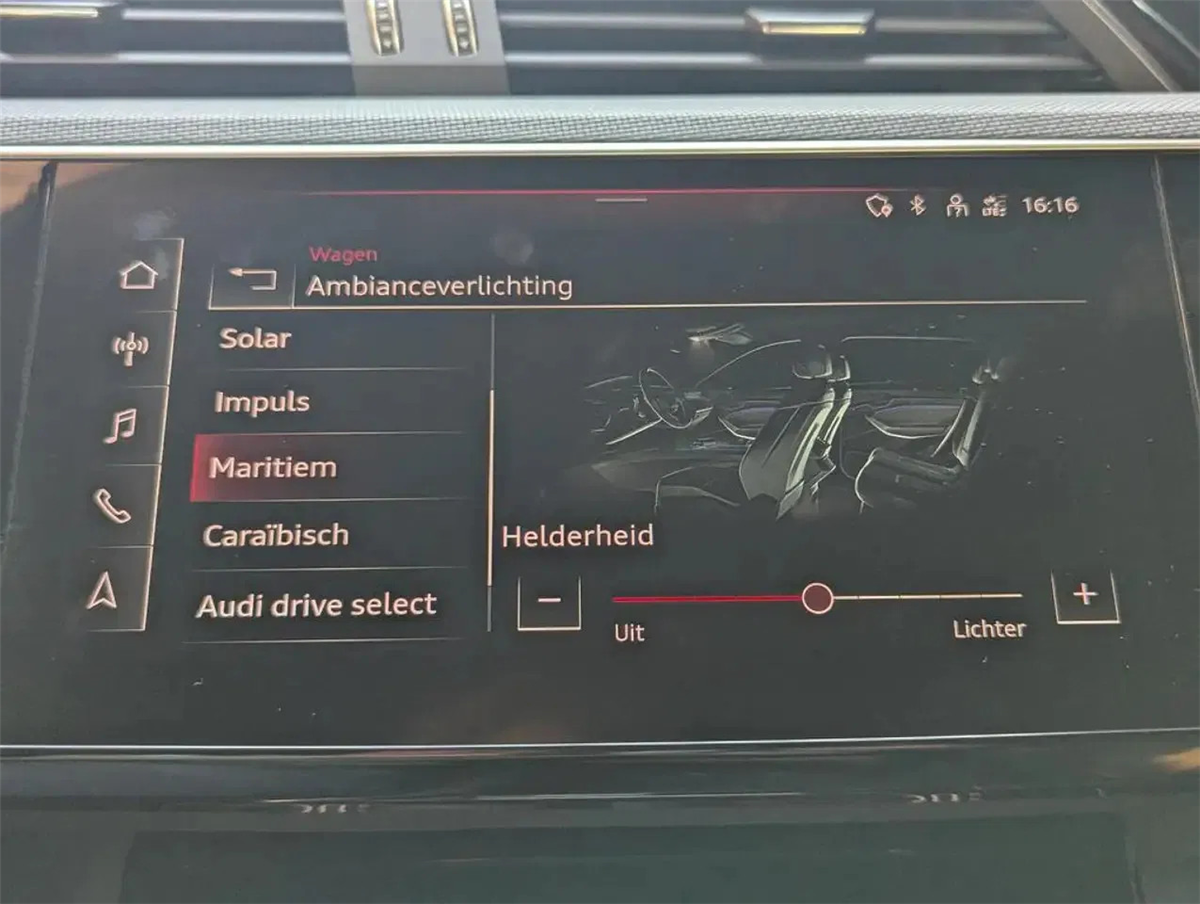 16:16
Wagen
Ambianceverlichting
Solar
Impuls
Maritiem
Caraïbisch
Audi drive select
Helderheid
Uit
Lichter